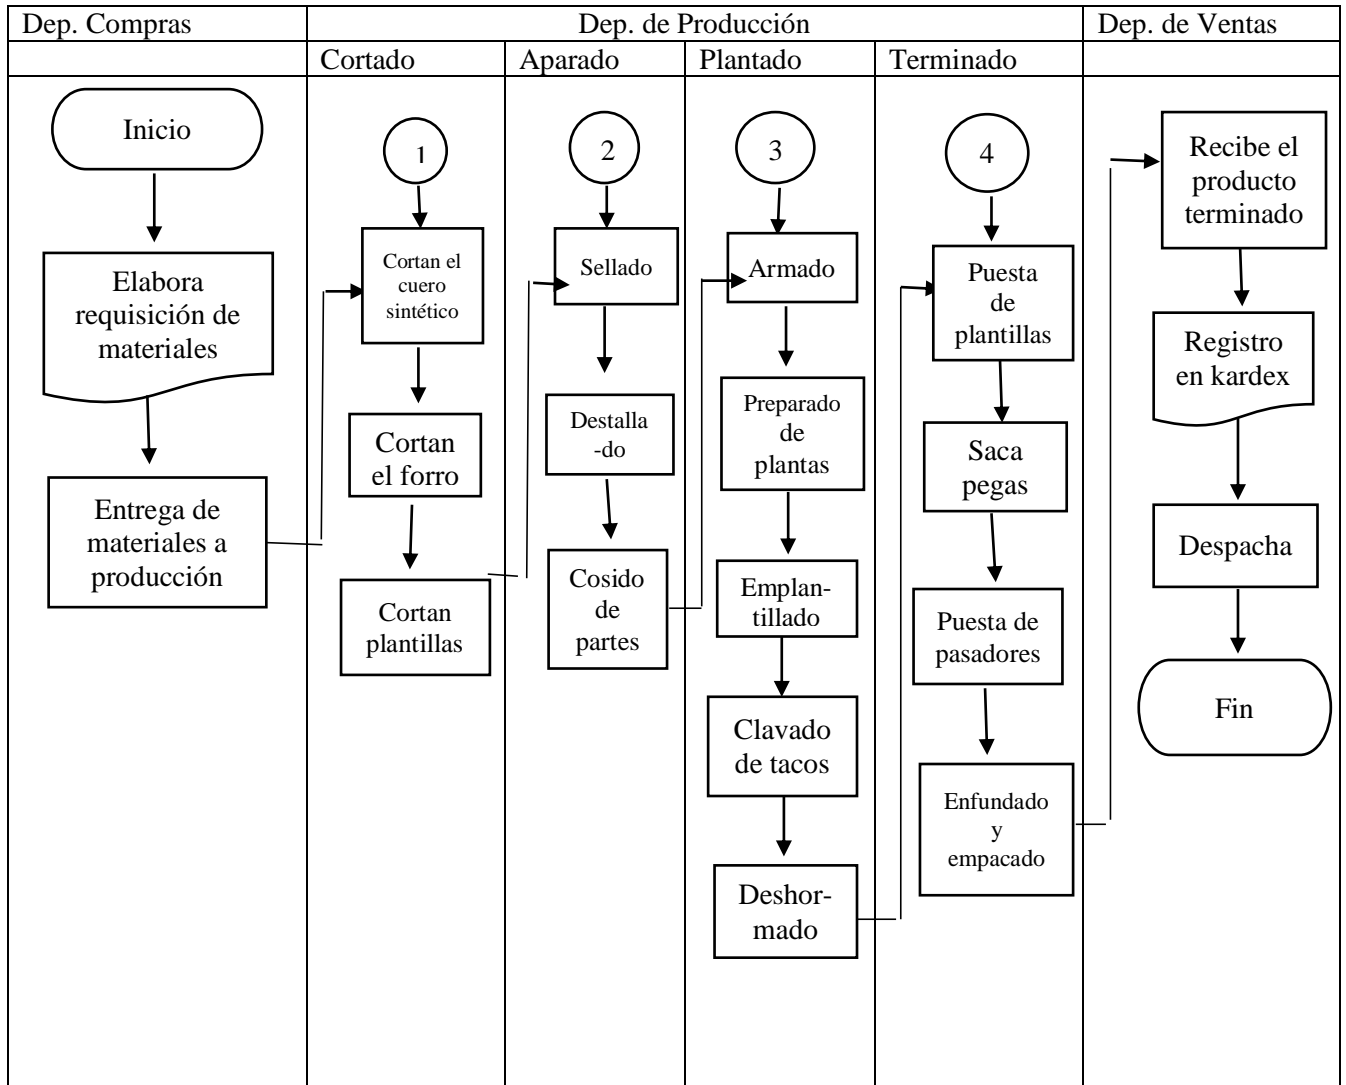 Dep. Compras
Dep. de Producción
Dep. de Ventas
Cortado
Aparado
Plantado
Terminado
Inicio
Elabora
requisición de
materiales
Entrega de
materiales a
producción
1
Cortan el
cuero
sintético
Cortan
el forro
Cortan
plantillas
2
Sellado
Destalla
-do
Cosido
de
partes
3
Armado
Preparado
de
plantas
Emplan-
tillado
Clavado
de tacos
Deshor-
mado
4
Puesta
de
plantillas
Saca
pegas
Puesta de
pasadores
Enfundado
y
empacado
Recibe el
producto
terminado
Registro
en kardex
Despacha
Fin